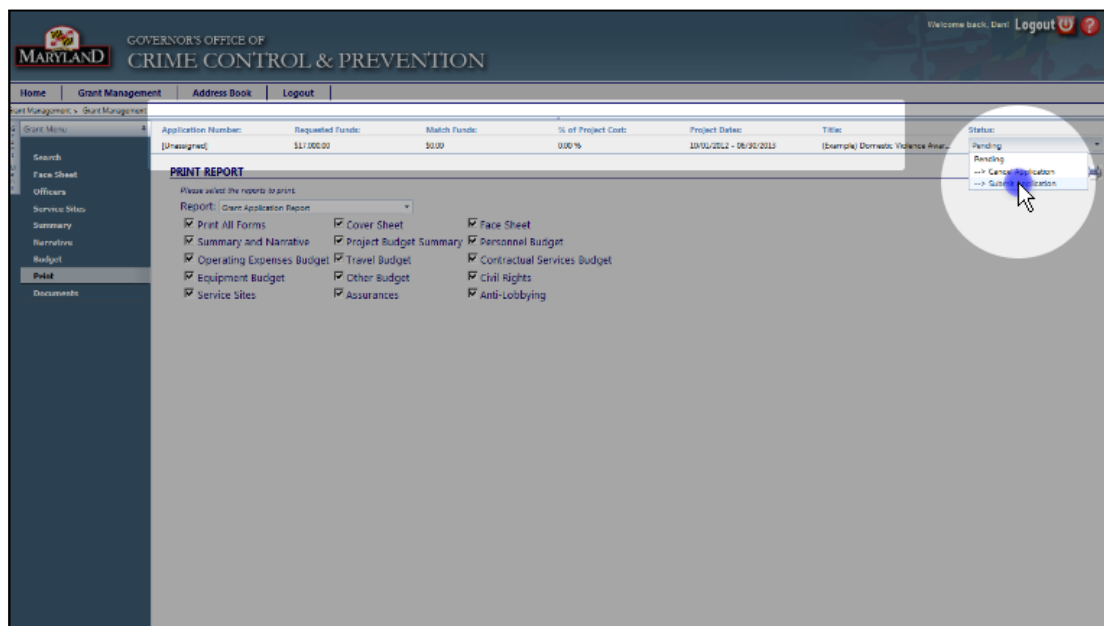 Welcome back, Dan! Logout
MARYLAND
GOVERNOR'S OFFICE OF
CRIME CONTROL & PREVENTION
Home Grant Management Address Book Logout
Grant Management > Grant Management
Grant Menu
Application Number: Requested Funds: Match Funds: % of Project Cost: Project Dates: Title: Status:
[Unassigned] $17,000.00 $0.00 0.00 % 10/01/2012 - 06/30/2013 (Example) Domestic Violence Awar... Pending
Pending
--> Cancel Application
--> Submit Application
Search
Face Sheet
Officers
Service Sites
Summary
Narrative
Budget
Print
Documents
PRINT REPORT
Please select the reports to print.
Report: Grant Application Report
Print All Forms Cover Sheet Face Sheet
Summary and Narrative Project Budget Summary Personnel Budget
Operating Expenses Budget Travel Budget Contractual Services Budget
Equipment Budget Other Budget Civil Rights
Service Sites Assurances Anti-Lobbying